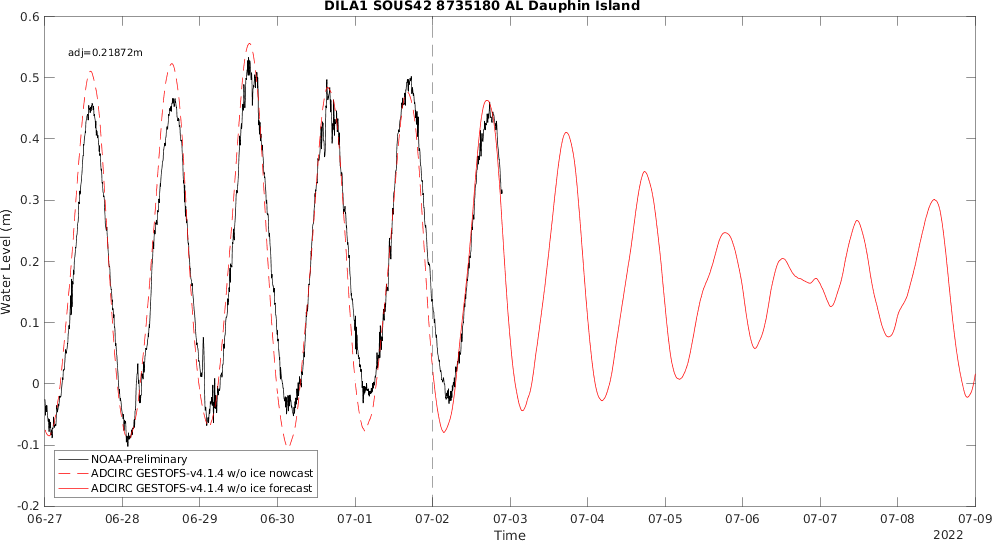 DILA1 SOUS42 8735180 AL Dauphin Island
adj=0.21872m
Water Level (m)
0.6
0.5
0.4
0.3
0.2
0.1
0
-0.1
-0.2
NOAA-Preliminary
ADCIRC GESTOFS-v4.1.4 w/o ice nowcast
ADCIRC GESTOFS-v4.1.4 w/o ice forecast
06-27 06-28 06-29 06-30 07-01 07-02 07-03 07-04 07-05 07-06 07-07 07-08 07-09
Time
2022